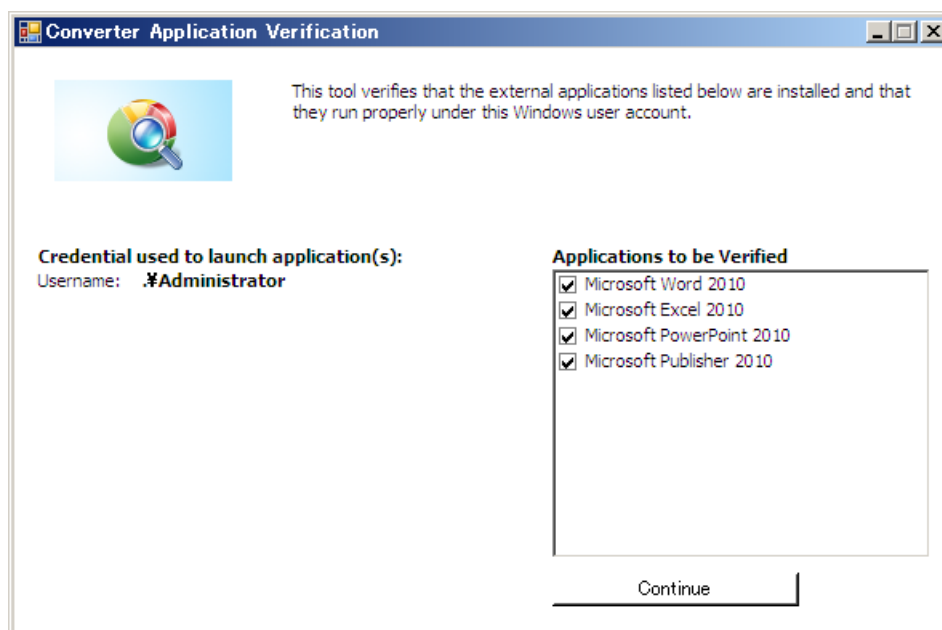 Converter Application Verification
This tool verifies that the external applications listed below are installed and that
they run properly under this Windows user account.
Credential used to launch application(s):
Username: .¥Administrator
Applications to be Verified
Microsoft Word 2010
Microsoft Excel 2010
Microsoft PowerPoint 2010
Microsoft Publisher 2010
Continue